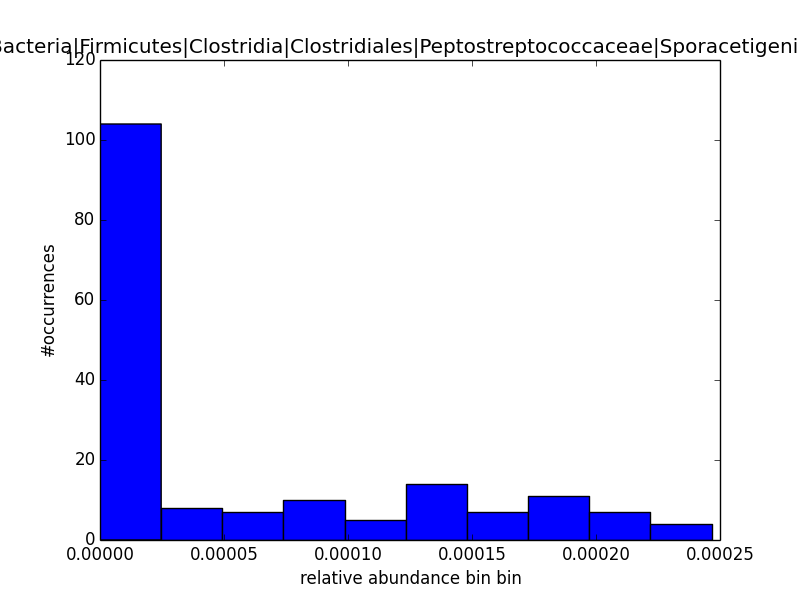 Bacteria|Firmicutes|Clostridia|Clostridiales|Peptostreptococcaceae|Sporacetigeni
120
100
80
60
40
20
0
#occurrences
0.00000 0.00005 0.00010 0.00015 0.00020 0.00025
relative abundance bin bin